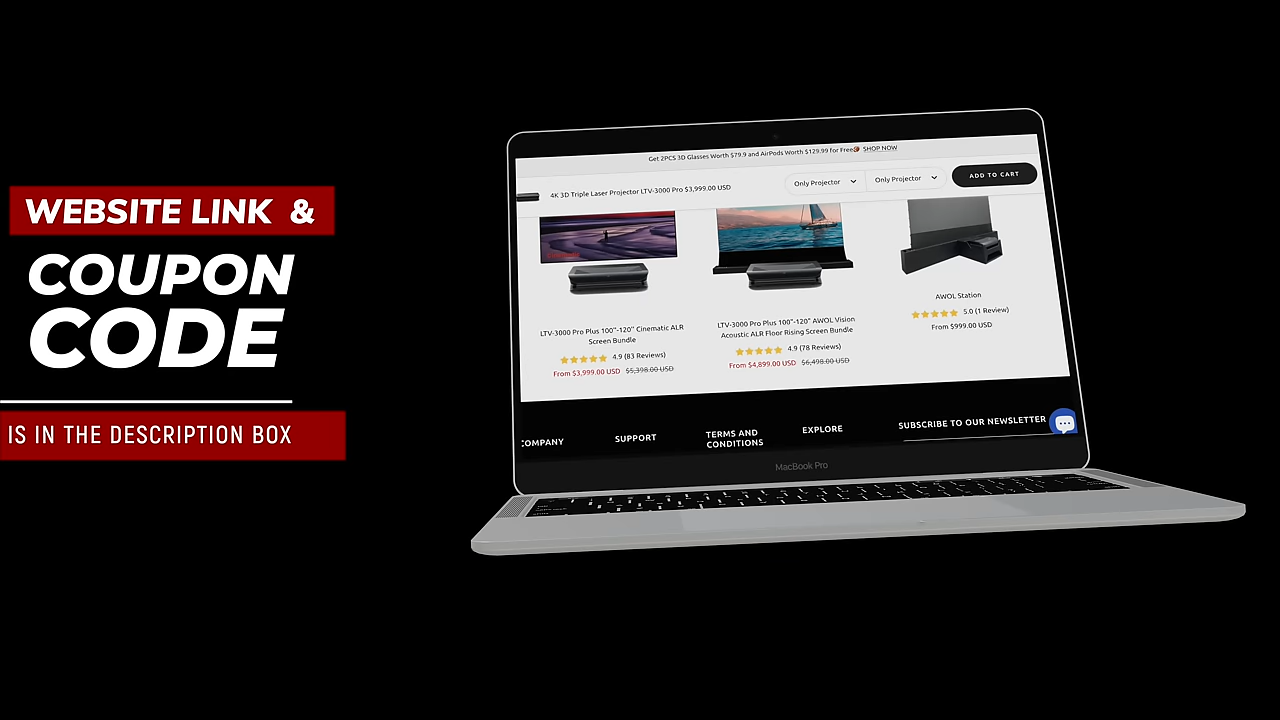 WEBSITE LINK &
COUPON
CODE
IS IN THE DESCRIPTION BOX
Get 2PCS 3D Glasses Worth $79.9 and AirPods Worth $129.99 for Free SHOP NOW
4K 3D Triple Laser Projector LTV-3000 Pro $3,999.00 USD
Only Projector
Only Projector
ADD TO CART
LTV-3000 Pro Plus 100"-120" Cinematic ALR
Screen Bundle
4.9 (83 Reviews)
From $3,999.00 USD $5,398.00 USD
LTV-3000 Pro Plus 100"-120" AWOL Vision
Acoustic ALR Floor Rising Screen Bundle
4.9 (78 Reviews)
From $4,899.00 USD $6,498.00 USD
AWOL Station
5.0 (1 Review)
From $999.00 USD
COMPANY
SUPPORT
TERMS AND
CONDITIONS
EXPLORE
SUBSCRIBE TO OUR NEWSLETTER
MacBook Pro